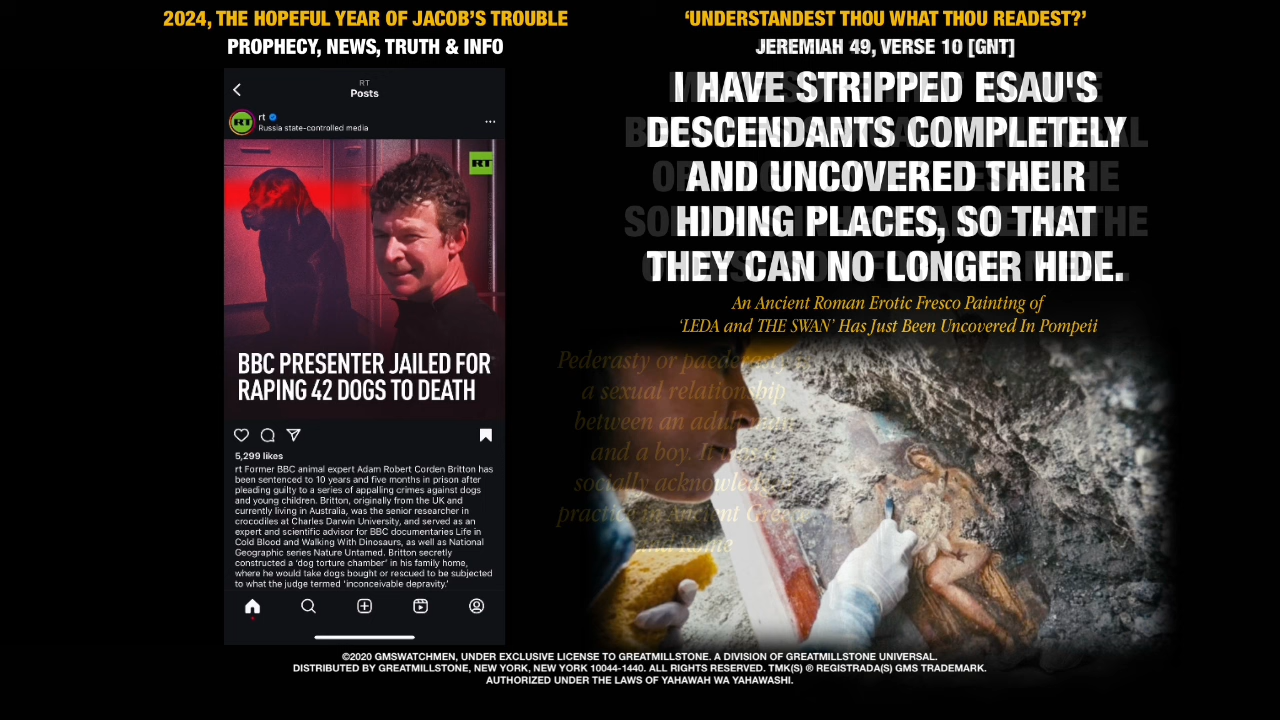 2024, THE HOPEFUL YEAR OF JACOB'S TROUBLE
PROPHECY, NEWS, TRUTH & INFO
RT
Posts
rt
Russia state-controlled media
RT
RT
BBC PRESENTER JAILED FOR
RAPING 42 DOGS TO DEATH
5,299 likes
rt Former BBC animal expert Adam Robert Corden Britton has
been sentenced to 10 years and five months in prison after
pleading guilty to a series of appalling crimes against dogs
and young children. Britton, originally from the UK and
currently living in Australia, was the senior researcher in
crocodiles at Charles Darwin University, and served as an
expert and scientific advisor for BBC documentaries Life in
Cold Blood and Walking With Dinosaurs, as well as National
Geographic series Nature Untamed. Britton secretly
constructed a 'dog torture chamber' in his family home,
where he would take dogs bought or rescued to be subjected
to what the judge termed 'inconceivable depravity.'
'UNDERSTANDEST THOU WHAT THOU READEST?'
JEREMIAH 49, VERSE 10 [GNT]
I HAVE STRIPPED ESAU'S
DESCENDANTS COMPLETELY
AND UNCOVERED THEIR
HIDING PLACES, SO THAT
THEY CAN NO LONGER HIDE.
An Ancient Roman Erotic Fresco Painting of
'LEDA and THE SWAN' Has Just Been Uncovered In Pompeii
Pederasty or paederasty
a sexual relationship
between an adult
and a boy. It
socially acknowledged
practice in Ancient Greece
and Rome
©2020 GMSWATCHMEN, UNDER EXCLUSIVE LICENSE TO GREATMILLSTONE. A DIVISION OF GREATMILLSTONE UNIVERSAL.
DISTRIBUTED BY GREATMILLSTONE, NEW YORK, NEW YORK 10044-1440. ALL RIGHTS RESERVED. TMK(S) ® REGISTRADA(S) GMS TRADEMARK.
AUTHORIZED UNDER THE LAWS OF YAHAWAH WA YAHAWASHI.